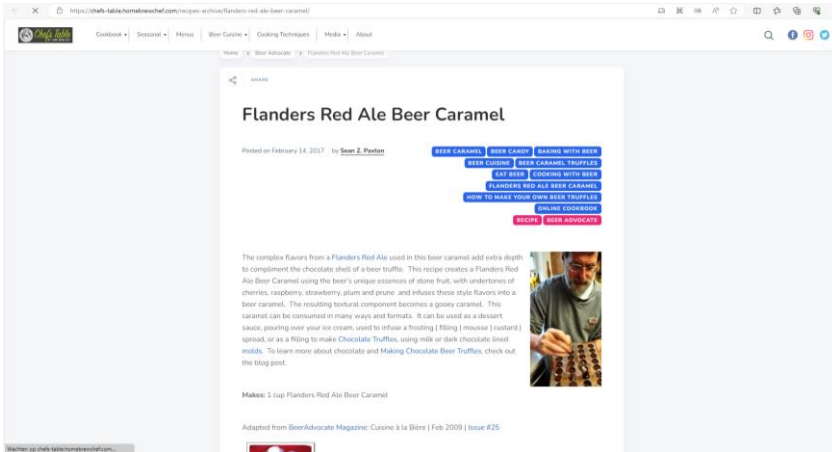 https://chefs-table.homebrewchef.com/recipes-archive/flanders-red-ale-beer-caramel/
Chefs Table
Cookbook
Seasonal
Menus
Beer Cuisine
Cooking Techniques
Media
About
Home
Beer Advocate
Flanders Red Ale Beer Caramel
SHARE
Flanders Red Ale Beer Caramel
Posted on February 14, 2017 by Sean Z. Paxton
BEER CARAMEL BEER CANDY BAKING WITH BEER
BEER CUISINE BEER CARAMEL TRUFFLES
EAT BEER COOKING WITH BEER
FLANDERS RED ALE BEER CARAMEL
HOW TO MAKE YOUR OWN BEER TRUFFLES
ONLINE COOKBOOK
RECIPE BEER ADVOCATE
The complex flavors from a Flanders Red Ale used in this beer caramel add extra depth
to compliment the chocolate shell of a beer truffle. This recipe creates a Flanders Red
Ale Beer Caramel using the beer's unique essences of stone fruit, with undertones of
cherries, raspberry, strawberry, plum and prune and infuses these style flavors into a
beer caramel. The resulting textural component becomes a gooey caramel. This
caramel can be consumed in many ways and formats. It can be used as a dessert
sauce, pouring over your ice cream, used to infuse a frosting | filling | mousse | custard |
spread, or as a filling to make Chocolate Truffles, using milk or dark chocolate lined
molds. To learn more about chocolate and Making Chocolate Beer Truffles, check out
the blog post.
Makes: 1 cup Flanders Red Ale Beer Caramel
Adapted from BeerAdvocate Magazine: Cuisine à la Bière | Feb 2009 | Issue #25
Wachten op chefs-table.homebrewchef.com...